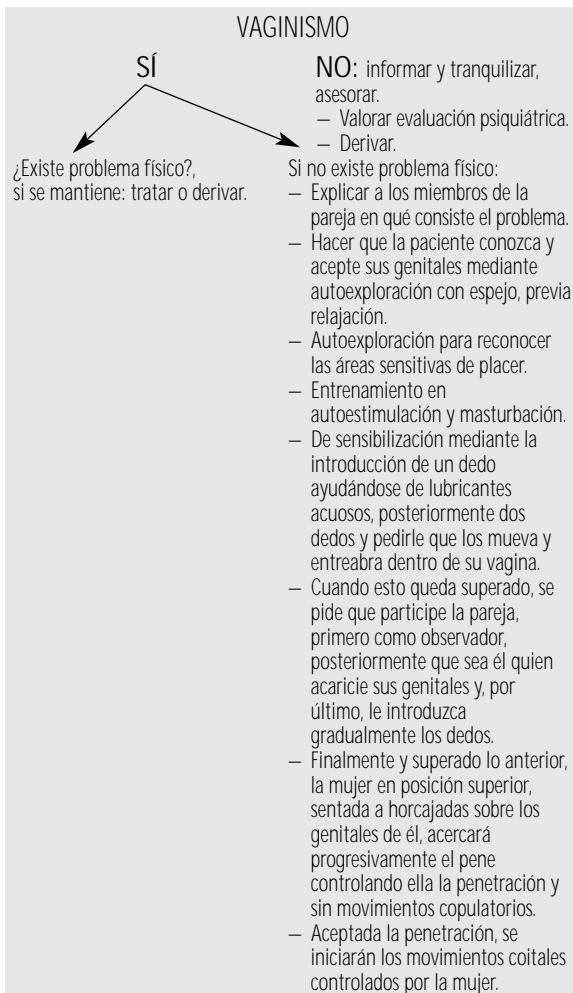 VAGINISMO
SÍ
NO: informar y tranquilizar,
asesorar.
– Valorar evaluación psiquiátrica.
– Derivar.
¿Existe problema físico?,
si se mantiene: tratar o derivar.
Si no existe problema físico:
– Explicar a los miembros de la
pareja en qué consiste el problema.
– Hacer que la paciente conozca y
acepte sus genitales mediante
autoexploración con espejo, previa
relajación.
– Autoexploración para reconocer
las áreas sensitivas de placer.
– Entrenamiento en
autoestimulación y masturbación.
– De sensibilización mediante la
introducción de un dedo
ayudándose de lubricantes
acuosos, posteriormente dos
dedos y pedirle que los mueva y
entreabra dentro de su vagina.
– Cuando esto queda superado, se
pide que participe la pareja,
primero como observador,
posteriormente que sea él quien
acaricie sus genitales y, por
último, le introduzca
gradualmente los dedos.
– Finalmente y superado lo anterior,
la mujer en posición superior,
sentada a horcajadas sobre los
genitales de él, acercará
progresivamente el pene
controlando ella la penetración y
sin movimientos copulatorios.
– Aceptada la penetración, se
iniciarán los movimientos coitales
controlados por la mujer.